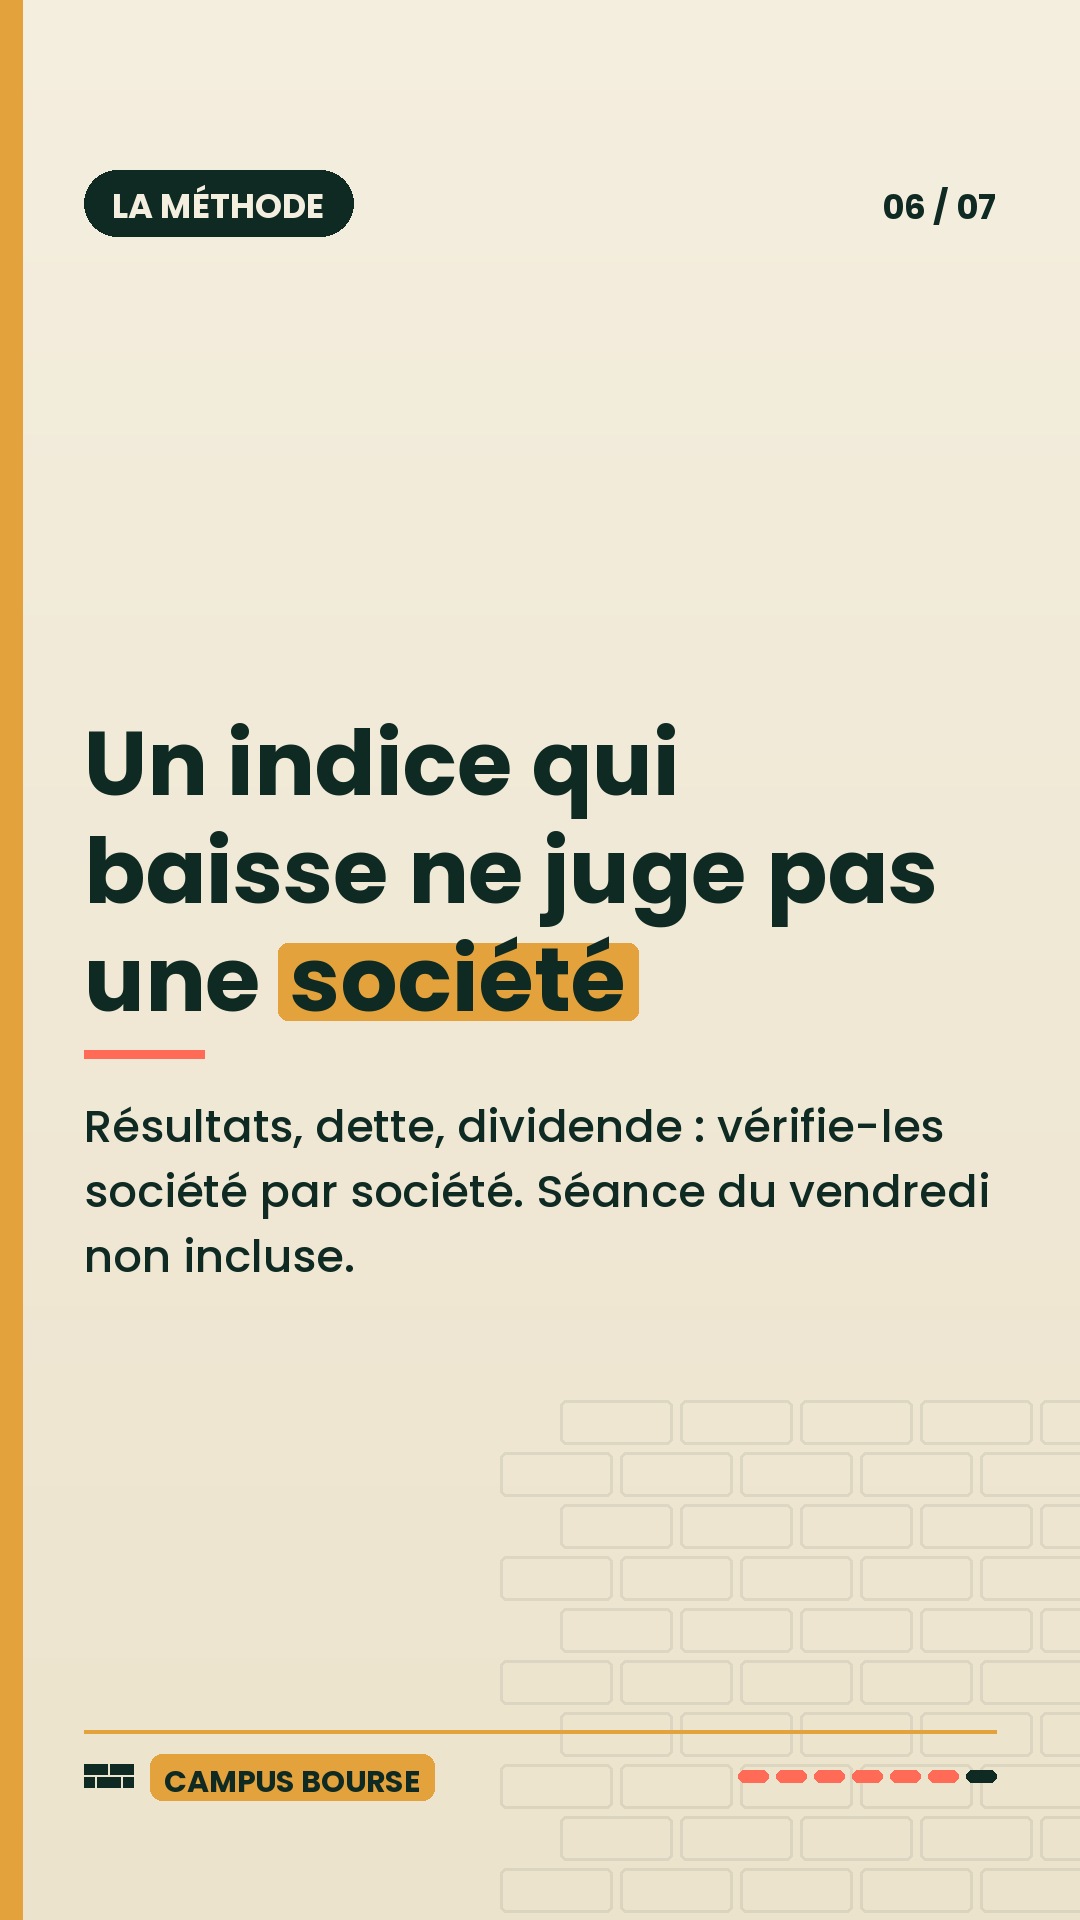 LA MÉTHODE
06 / 07
Un indice qui
baisse ne juge pas
une société
Résultats, dette, dividende : vérifie-les
société par société. Séance du vendredi
non incluse.
CAMPUS BOURSE